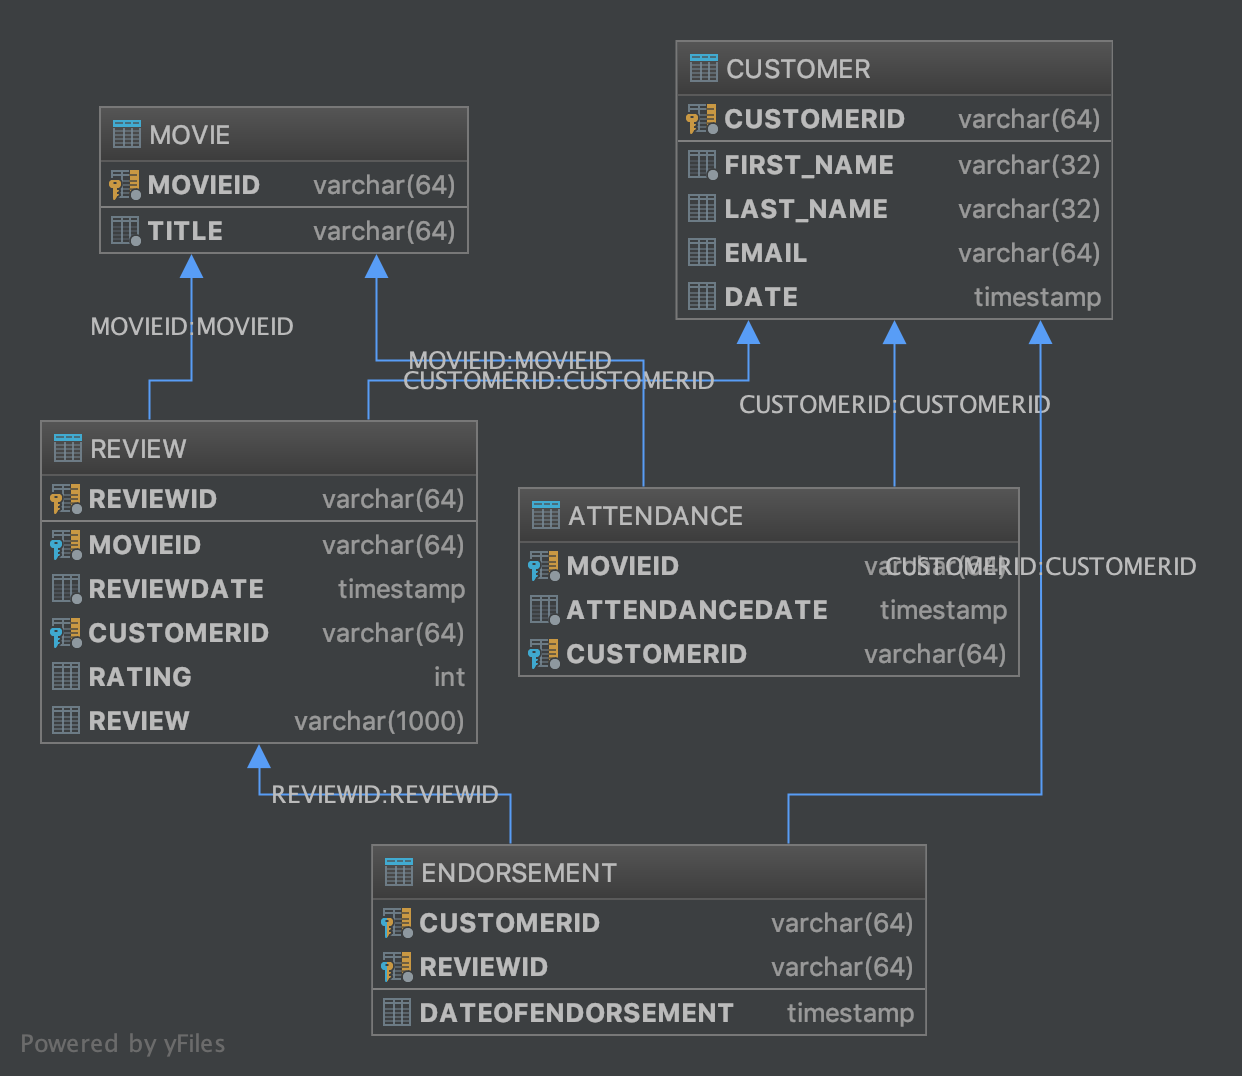 MOVIE
MOVIEID varchar(64)
TITLE varchar(64)
CUSTOMER
CUSTOMERID varchar(64)
FIRST_NAME varchar(32)
LAST_NAME varchar(32)
EMAIL varchar(64)
DATE timestamp
MOVIEID:MOVIEID
MOVIEID:MOVIEID
CUSTOMERID:CUSTOMERID
CUSTOMERID:CUSTOMERID
REVIEW
REVIEWID varchar(64)
MOVIEID varchar(64)
REVIEWDATE timestamp
CUSTOMERID varchar(64)
RATING int
REVIEW varchar(1000)
ATTENDANCE
MOVIEID varchar(64)
CUSTOMERID:CUSTOMERID
ATTENDANCEDATE timestamp
CUSTOMERID varchar(64)
REVIEWID:REVIEWID
ENDORSEMENT
CUSTOMERID varchar(64)
REVIEWID varchar(64)
DATEOFENDORSEMENT timestamp
Powered by yFiles